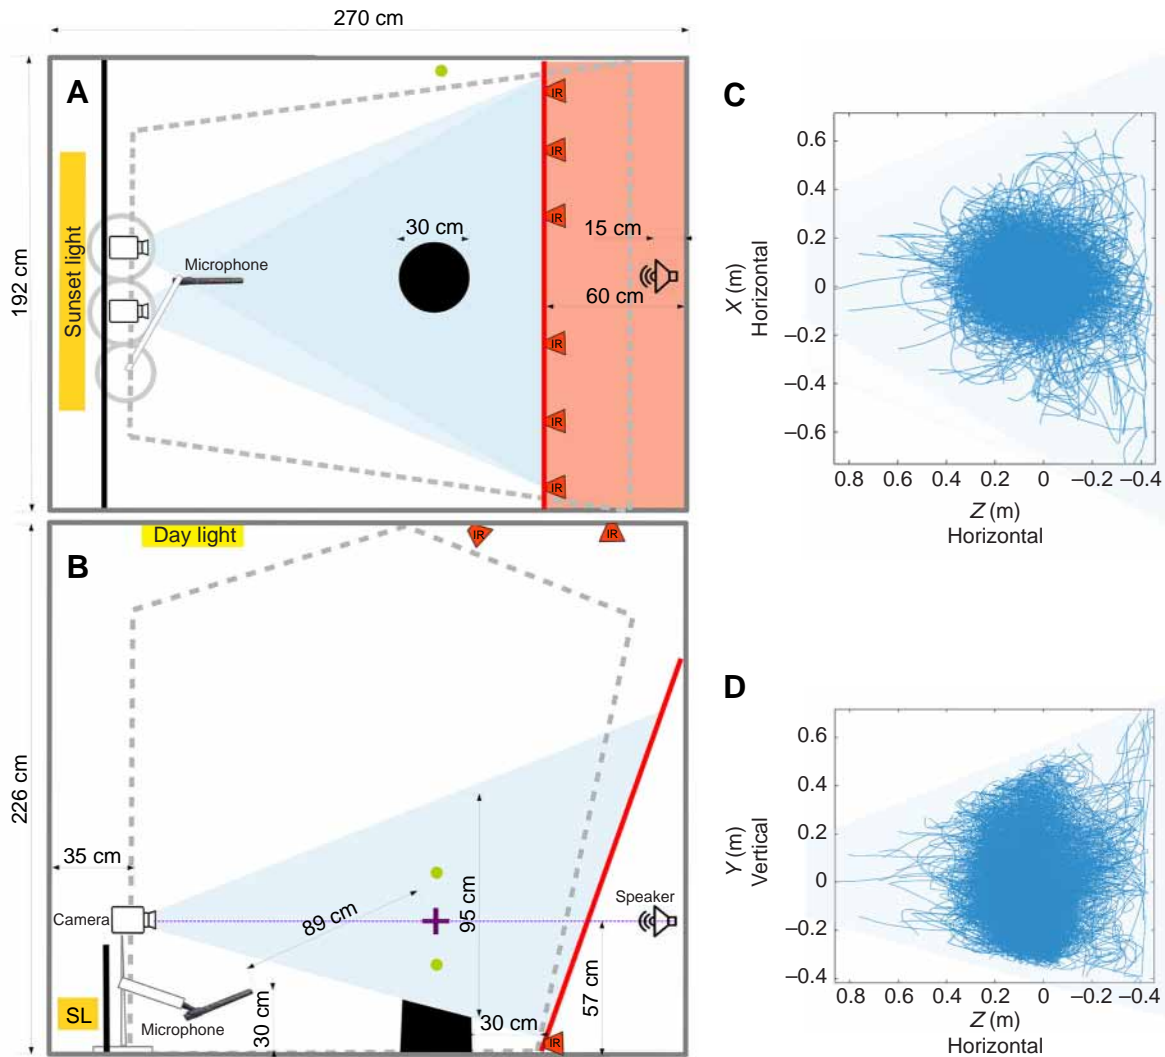 270 cm
A
192 cm
Sunset light
Microphone
30 cm
15 cm
60 cm
IR
IR
IR
IR
IR
IR
C
0.6
0.4
0.2
0
–0.2
–0.4
–0.6
X (m)
Horizontal
0.8 0.6 0.4 0.2 0 –0.2 –0.4
Z (m)
Horizontal
B
Day light
IR
IR
226 cm
35 cm
Camera
89 cm
95 cm
Speaker
57 cm
SL
Microphone
30 cm
30 cm
IR
D
0.6
0.4
0.2
0
–0.2
–0.4
Y (m)
Vertical
0.8 0.6 0.4 0.2 0 –0.2 –0.4
Z (m)
Horizontal